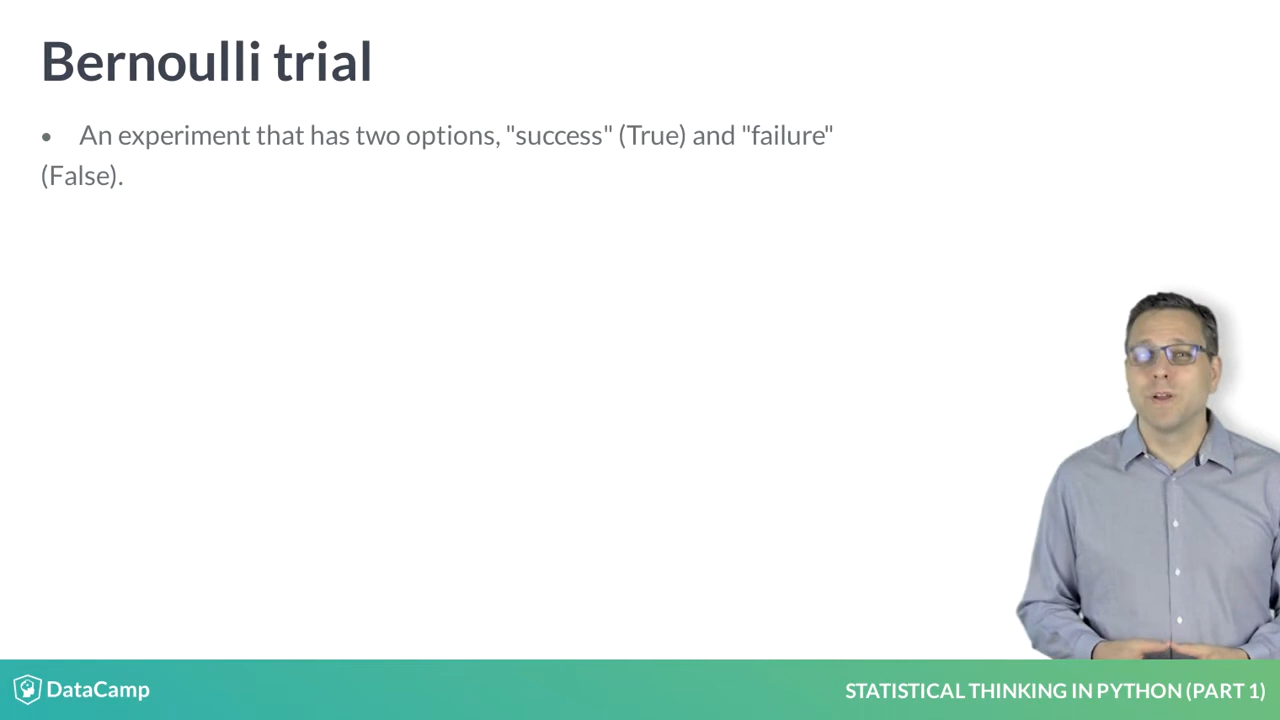 Bernoulli trial
• An experiment that has two options, "success" (True) and "failure"
(False).
DataCamp
STATISTICAL THINKING IN PYTHON (PART 1)